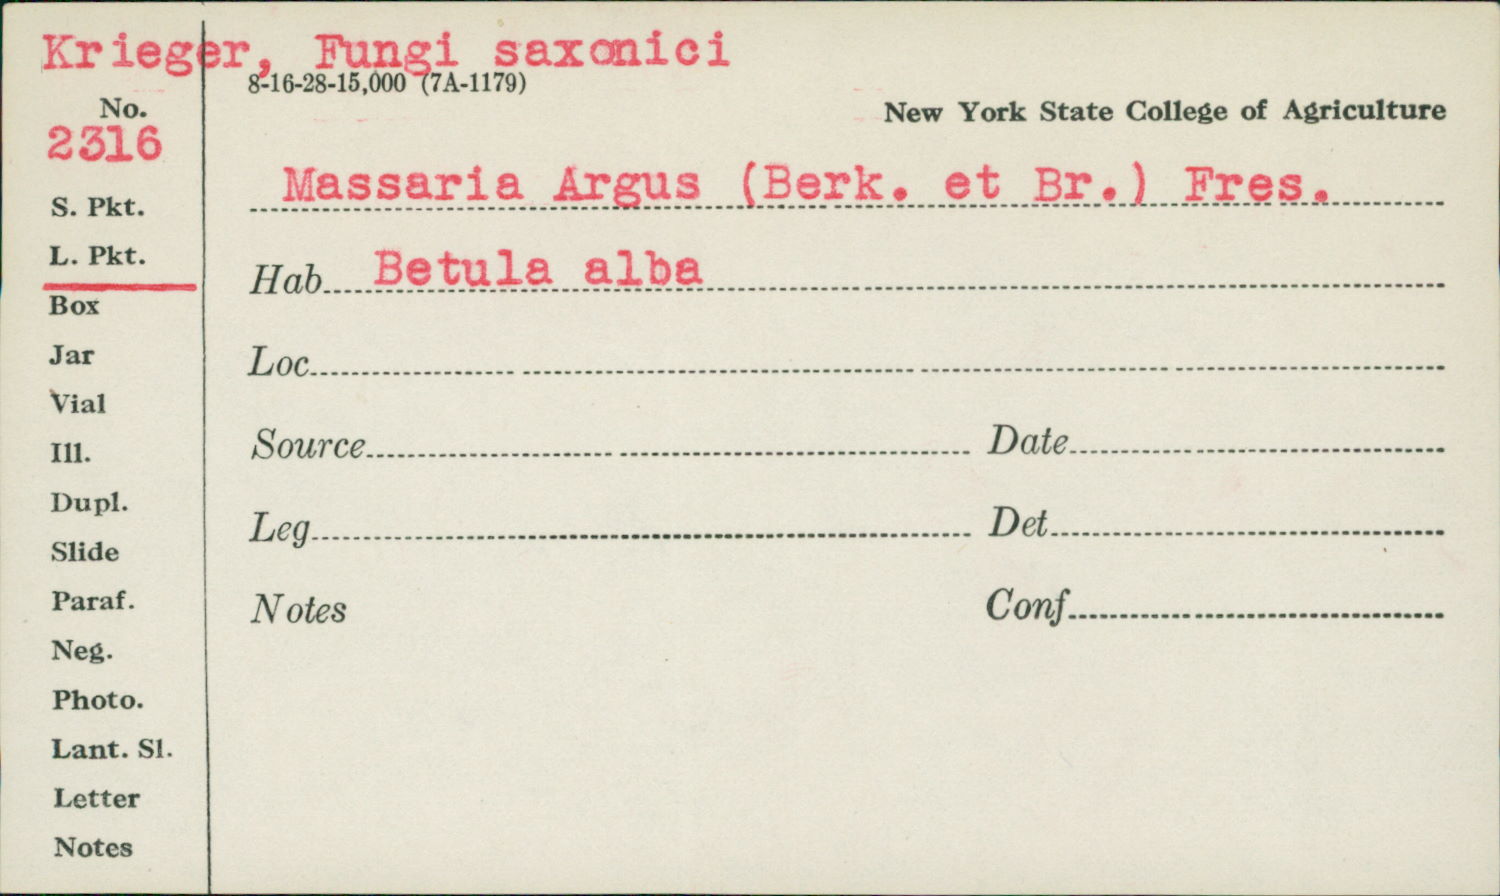 Krieger, Fungi saxonici
8-16-28-15,000 (7A-1179)
No.
New York State College of Agriculture
2316
Massaria Argus (Berk. et Br.) Fres.
S. Pkt.
L. Pkt.
Hab Betula alba
Box
Jar
Loc
Vial
Ill.
Source Date
Dupl.
Slide
Leg Det
Paraf.
Notes Conf
Neg.
Photo.
Lant. Sl.
Letter
Notes